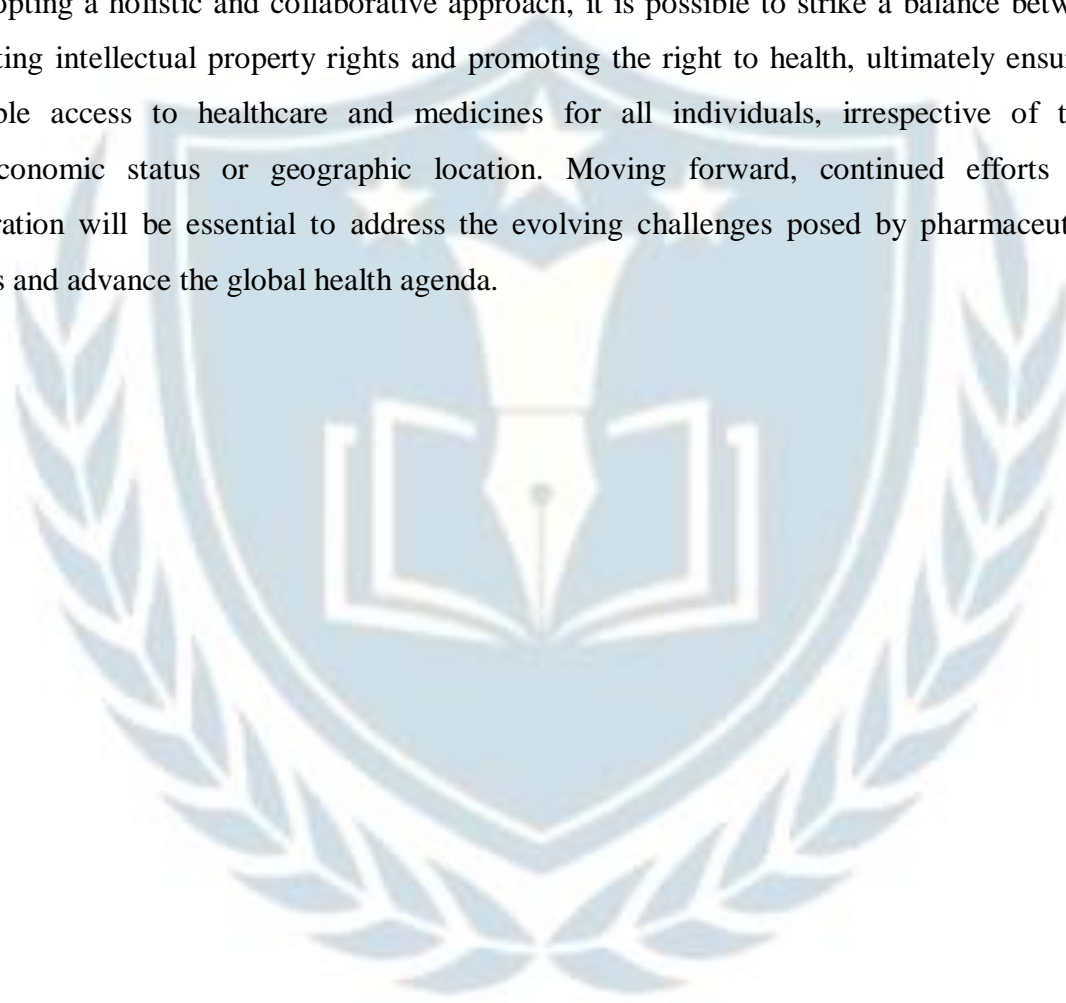 opting a holistic and collaborative approach, it is possible to strike a balance betw
ting intellectual property rights and promoting the right to health, ultimately ensu
ble access to healthcare and medicines for all individuals, irrespective of t
conomic status or geographic location. Moving forward, continued efforts
ration will be essential to address the evolving challenges posed by pharmaceut
s and advance the global health agenda.